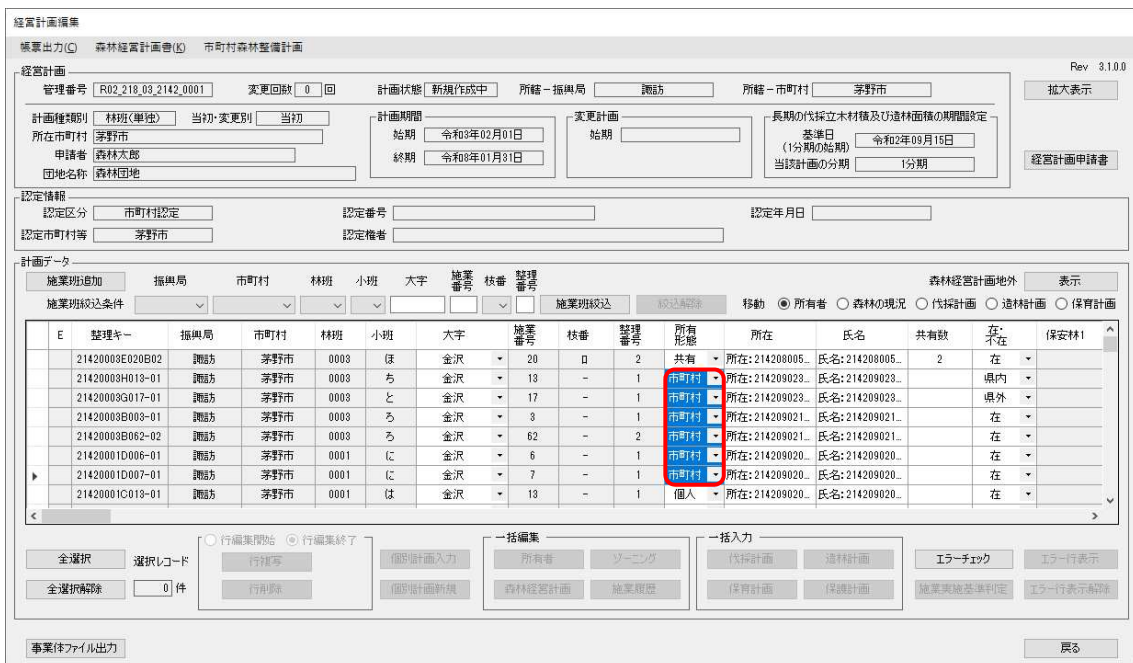 経営計画編集
帳票出力(C) 森林経営計画書(K) 市町村森林整備計画
経営計画 Rev 3.1.0.0
管理番号 R02_218_03_2142_0001 変更回数 0 回 計画状態 新規作成中 所轄-振興局 諏訪 所轄-市町村 茅野市 拡大表示
計画種類別 林班(単独) 当初・変更別 当初 計画期間 変更計画 長期の伐採立木材積及び造林面積の期間設定
所在市町村 茅野市 始期 令和3年02月01日 始期 基準日 (1分期の始期) 令和2年09月15日
申請者 森林太郎 終期 令和8年01月31日 当該計画の分期 1分期 経営計画申請書
団地名称 森林団地
認定情報
認定区分 市町村認定 認定番号 認定年月日
認定市町村等 茅野市 認定権者
計画データ
施業班追加 振興局 市町村 林班 小班 大字 施業番号 枝番 整理番号 森林経営計画地外 表示
施業班絞込条件 施業班絞込 絞込解除 移動 所有者 森林の現況 伐採計画 造林計画 保育計画
E 整理キー 振興局 市町村 林班 小班 大字 施業番号 枝番 整理番号 所有形態 所在 氏名 共有数 在・不在 保安林1
21420003E020B02 諏訪 茅野市 0003 ほ 金沢 20 ロ 2 共有 所在:214208005... 氏名:214208005... 2 在
21420003H013-01 諏訪 茅野市 0003 ち 金沢 13 - 1 市町村 所在:214209023... 氏名:214209023... 県内
21420003G017-01 諏訪 茅野市 0003 と 金沢 17 - 1 市町村 所在:214209023... 氏名:214209023... 県外
21420003B003-01 諏訪 茅野市 0003 ろ 金沢 3 - 1 市町村 所在:214209021... 氏名:214209021... 在
21420003B062-02 諏訪 茅野市 0003 ろ 金沢 62 - 2 市町村 所在:214209021... 氏名:214209021... 在
21420001D006-01 諏訪 茅野市 0001 に 金沢 6 - 1 市町村 所在:214209020... 氏名:214209020... 在
21420001D007-01 諏訪 茅野市 0001 に 金沢 7 - 1 市町村 所在:214209020... 氏名:214209020... 在
21420001C013-01 諏訪 茅野市 0001 は 金沢 13 - 1 個人 所在:214209020... 氏名:214209020... 在
行編集開始 行編集終了 一括編集 一括入力
全選択 選択レコード 行複写 個別計画入力 所有者 ゾーニング 伐採計画 造林計画 エラーチェック エラー行表示
全選択解除 0 件 行削除 個別計画新規 森林経営計画 施業履歴 保育計画 保護計画 施業実施基準判定 エラー行表示解除
事業体ファイル出力 戻る